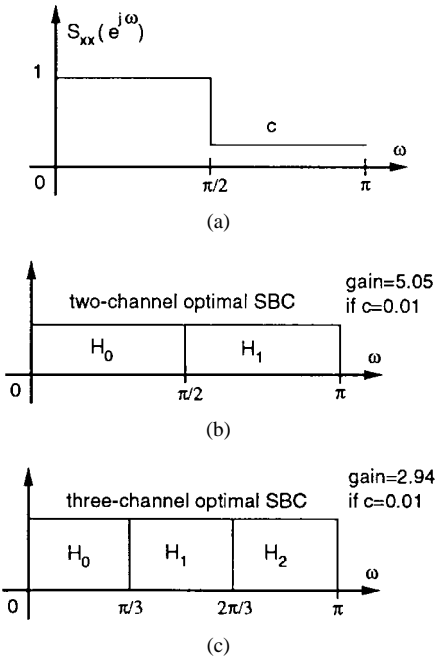 S_xx(e^jω)
1
c
ω
0
π/2
π
(a)
gain=5.05
two-channel optimal SBC
if c=0.01
H_0
H_1
ω
0
π/2
π
(b)
gain=2.94
three-channel optimal SBC
if c=0.01
H_0
H_1
H_2
ω
0
π/3
2π/3
π
(c)